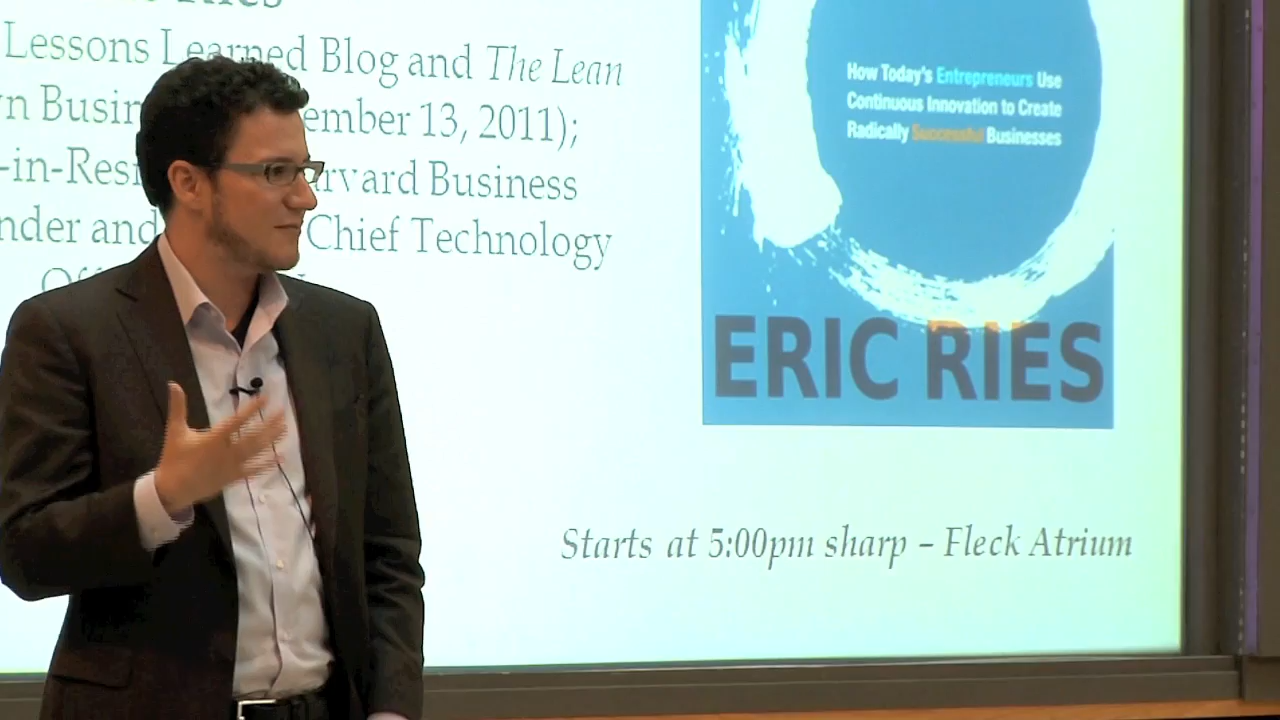 Lessons Learned Blog and The Lean
Busin ember 13, 2011);
-in-Resi arvard Business
nder and Chief Technology
How Today's Entrepreneurs Use
Continuous Innovation to Create
Radically Successful Businesses
ERIC RIES
Starts at 5:00pm sharp – Fleck Atrium